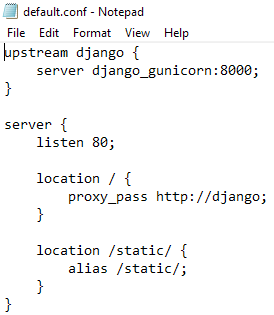 default.conf - Notepad
File Edit Format View Help
upstream django {
    server django_gunicorn:8000;
}

server {
    listen 80;

    location / {
        proxy_pass http://django;
    }

    location /static/ {
        alias /static/;
    }
}